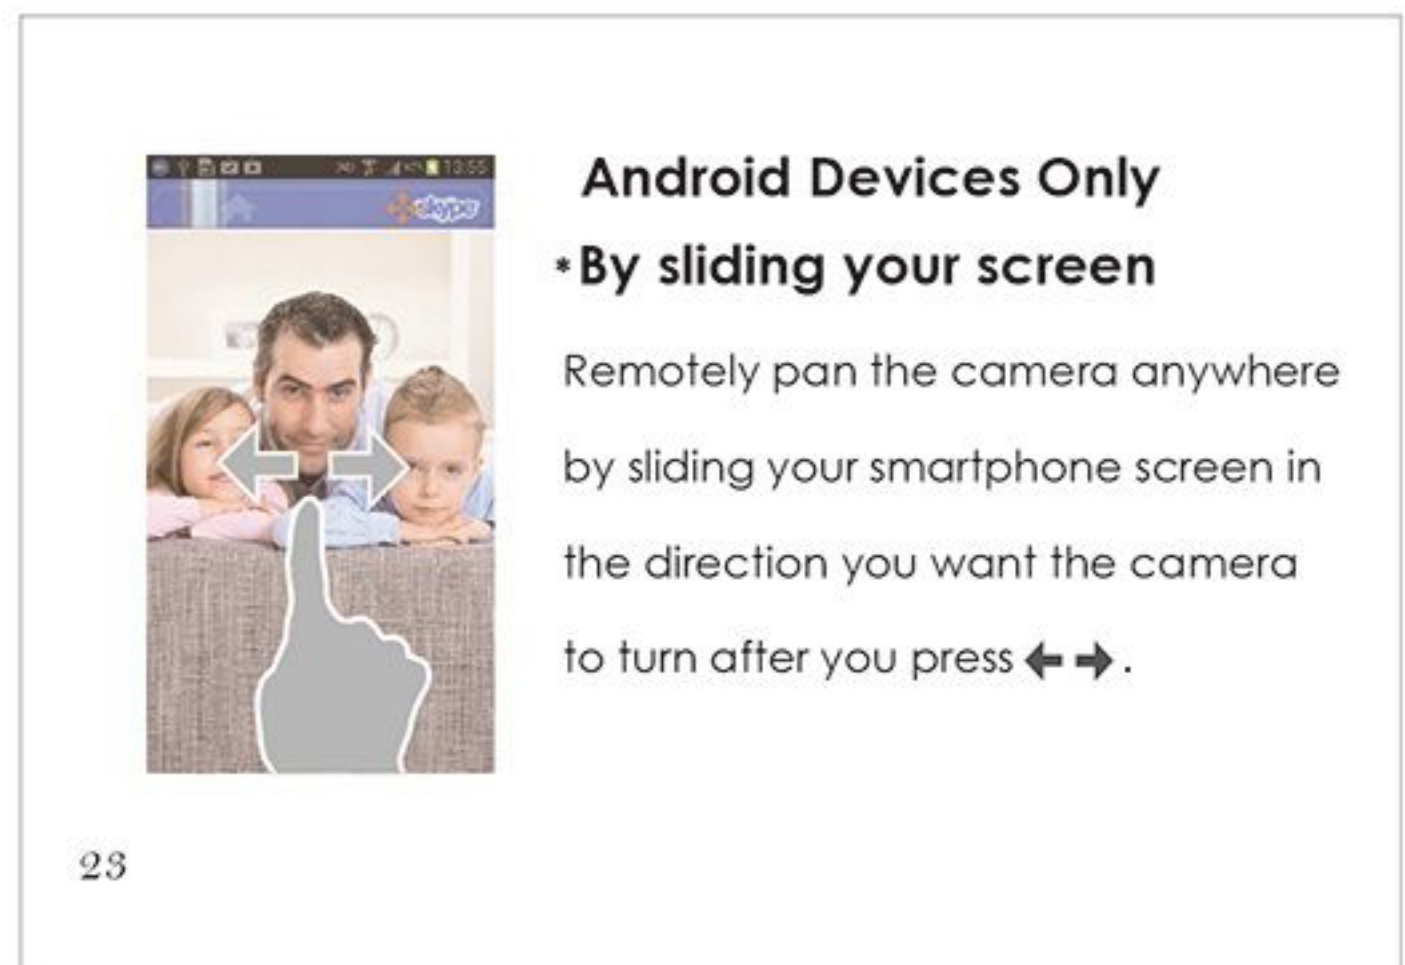 13:55
skype
Android Devices Only
*By sliding your screen
Remotely pan the camera anywhere
by sliding your smartphone screen in
the direction you want the camera
to turn after you press ⬅ ➡.
23